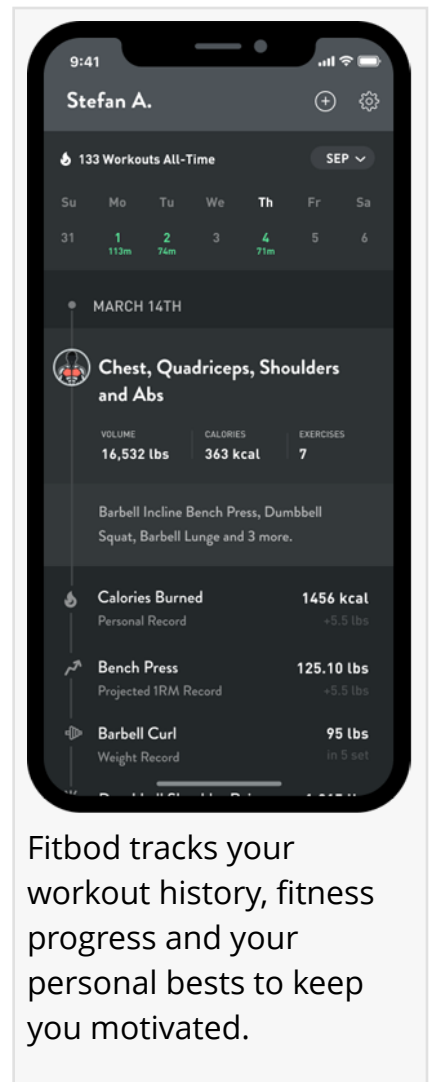 9:41
Stefan A.
133 Workouts All-Time SEP
Su Mo Tu We Th Fr Sa
31 1 2 3 4 5 6
113m 74m 71m
MARCH 14TH
Chest, Quadriceps, Shoulders
and Abs
VOLUME CALORIES EXERCISES
16,532 lbs 363 kcal 7
Barbell Incline Bench Press, Dumbbell
Squat, Barbell Lunge and 3 more.
Calories Burned 1456 kcal
Personal Record +5.5 lbs
Bench Press 125.10 lbs
Projected 1RM Record +5.5 lbs
Barbell Curl 95 lbs
Weight Record in 5 set
Fitbod tracks your
workout history, fitness
progress and your
personal bests to keep
you motivated.